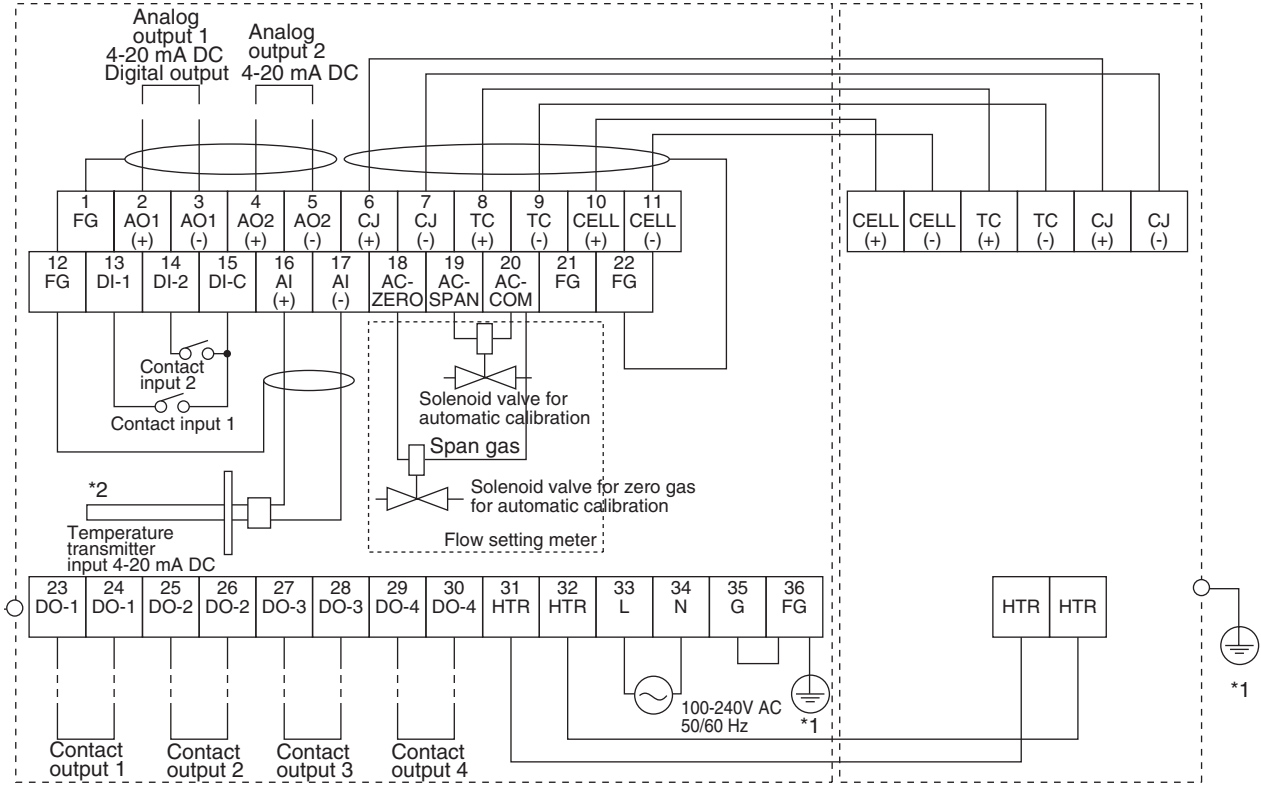 Analog
output 1
4-20 mA DC
Digital output
Analog
output 2
4-20 mA DC
1
FG
2
AO1
(+)
3
AO1
(-)
4
AO2
(+)
5
AO2
(-)
6
CJ
(+)
7
CJ
(-)
8
TC
(+)
9
TC
(-)
10
CELL
(+)
11
CELL
(-)
CELL
(+)
CELL
(-)
TC
(+)
TC
(-)
CJ
(+)
CJ
(-)
12
FG
13
DI-1
14
DI-2
15
DI-C
16
AI
(+)
17
AI
(-)
18
AC-
ZERO
19
AC-
SPAN
20
AC-
COM
21
FG
22
FG
Contact
input 2
Contact input 1
Solenoid valve for
automatic calibration
Span gas
Solenoid valve for zero gas
for automatic calibration
Flow setting meter
*2
Temperature
transmitter
input 4-20 mA DC
23
DO-1
24
DO-1
25
DO-2
26
DO-2
27
DO-3
28
DO-3
29
DO-4
30
DO-4
31
HTR
32
HTR
33
L
34
N
35
G
36
FG
HTR
HTR
*1
100-240V AC
50/60 Hz
*1
Contact
output 1
Contact
output 2
Contact
output 3
Contact
output 4